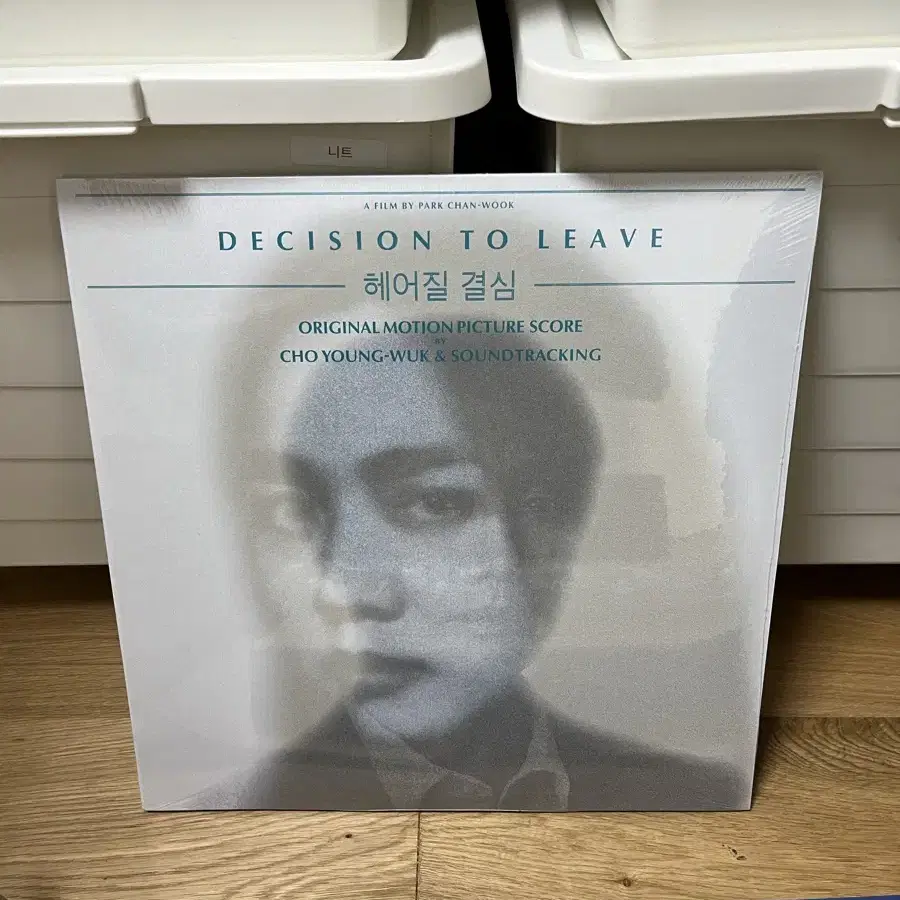 니트
A FILM BY PARK CHAN-WOOK
DECISION TO LEAVE
헤어질 결심
ORIGINAL MOTION PICTURE SCORE
BY
CHO YOUNG-WUK & SOUNDTRACKING